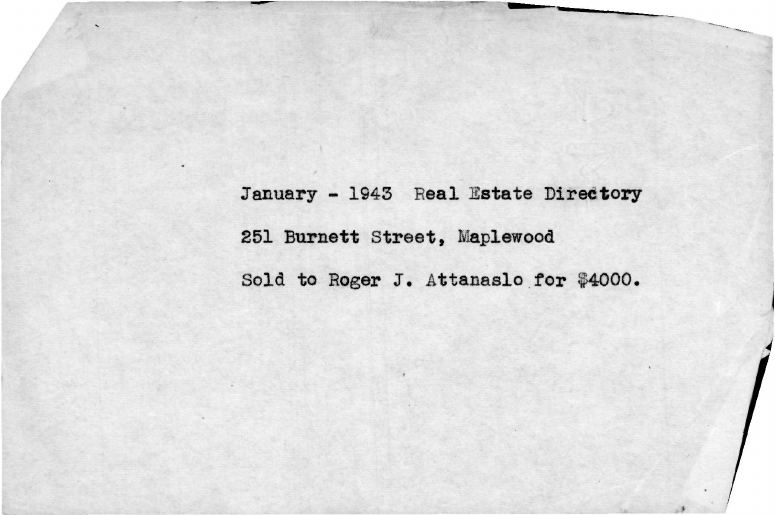 January - 1943 Real Estate Directory
251 Burnett Street, Maplewood
Sold to Roger J. Attanaslo for $4000.